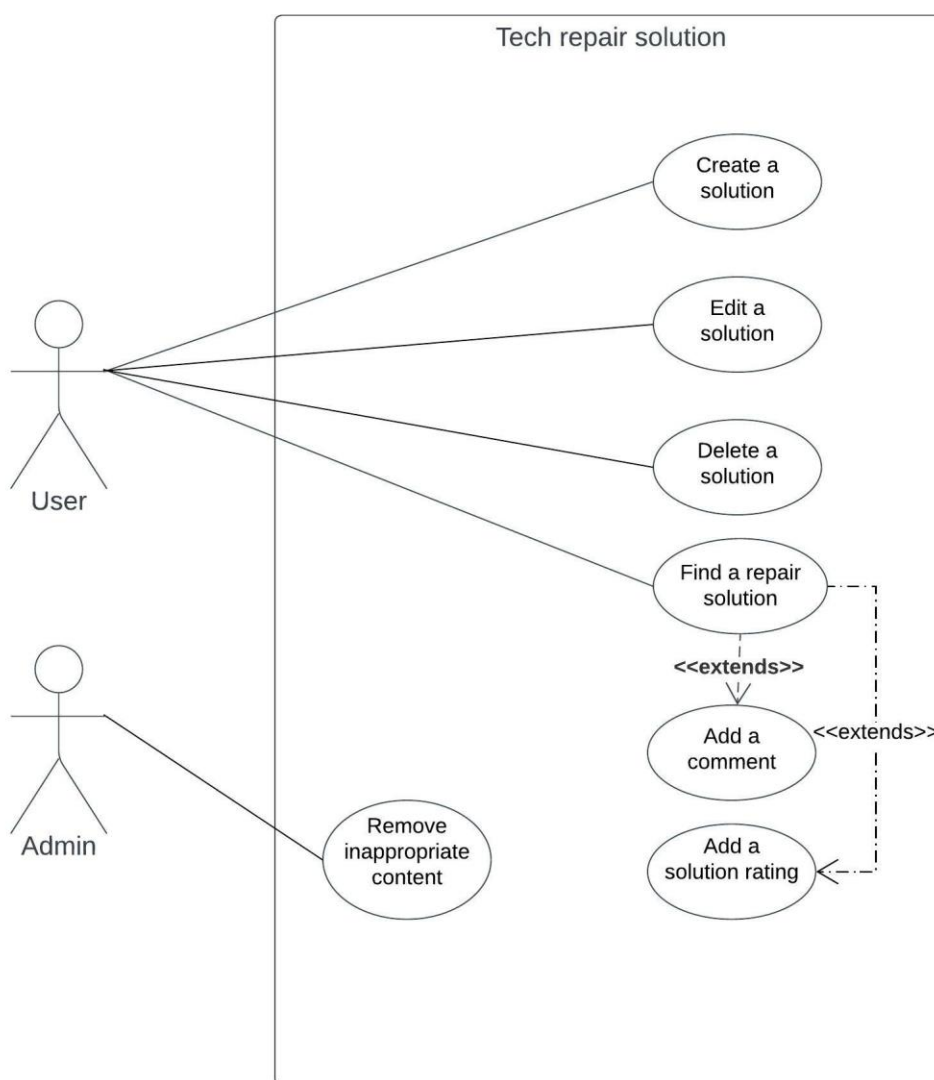 Tech repair solution
Create a
solution
Edit a
solution
User
Delete a
solution
Find a repair
solution
<<extends>>
Add a
comment
<<extends>>
Admin
Remove
inappropriate
content
Add a
solution rating